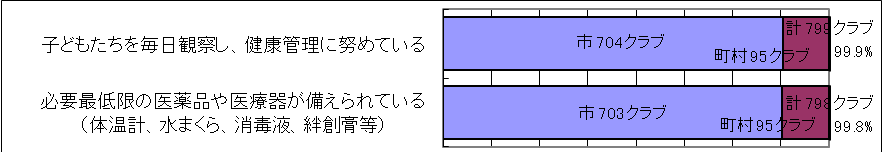 子どもたちを毎日観察し、健康管理に努めている
市704クラブ
町村95クラブ
計799クラブ
99.9%
必要最低限の医薬品や医療器が備えられている
（体温計、水まくら、消毒液、絆創膏等）
市703クラブ
町村95クラブ
計798クラブ
99.8%